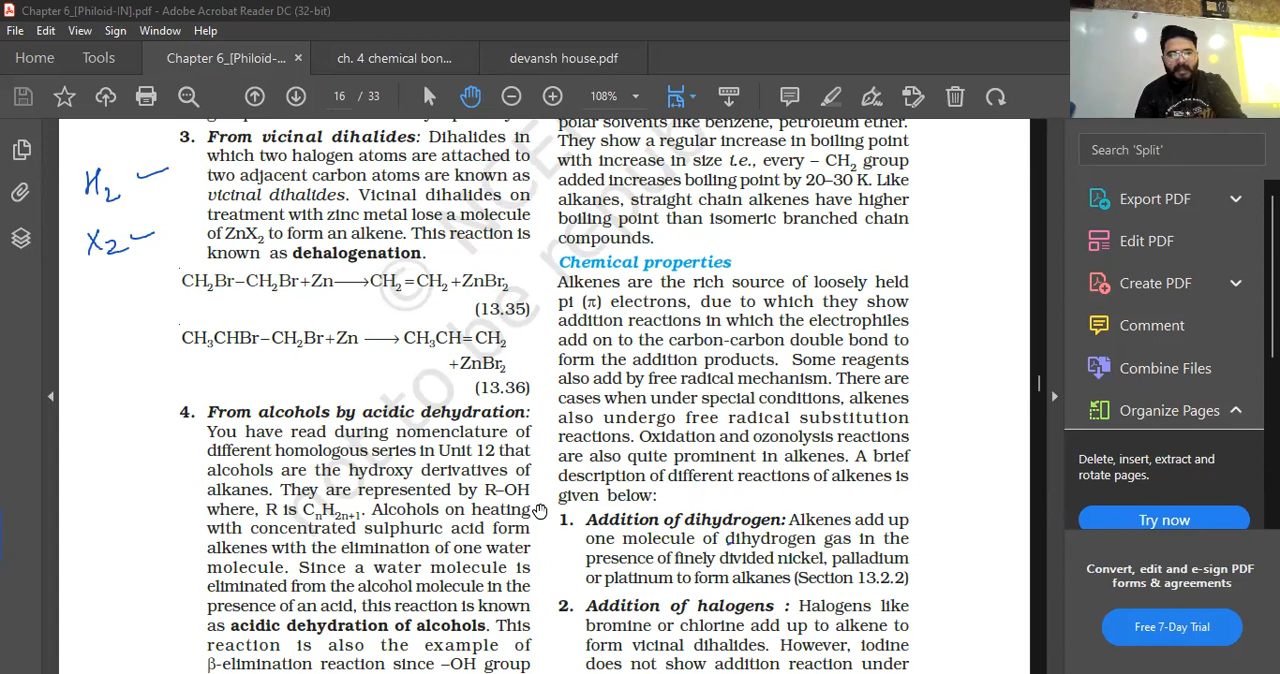 Chapter 6_[Philoid-IN].pdf - Adobe Acrobat Reader DC (32-bit)
File Edit View Sign Window Help
Home Tools Chapter 6_[Philoid-... × ch. 4 chemical bon... devansh house.pdf
16 / 33 108%
3. From vicinal dihalides: Dihalides in
which two halogen atoms are attached to
two adjacent carbon atoms are known as
vicinal dihalides. Vicinal dihalides on
treatment with zinc metal lose a molecule
of ZnX2 to form an alkene. This reaction is
known as dehalogenation.
CH2Br–CH2Br+Zn⟶CH2=CH2+ZnBr2
(13.35)
CH3CHBr–CH2Br+Zn ⟶ CH3CH=CH2
+ZnBr2
(13.36)
4. From alcohols by acidic dehydration:
You have read during nomenclature of
different homologous series in Unit 12 that
alcohols are the hydroxy derivatives of
alkanes. They are represented by R–OH
where, R is CnH2n+1. Alcohols on heating
with concentrated sulphuric acid form
alkenes with the elimination of one water
molecule. Since a water molecule is
eliminated from the alcohol molecule in the
presence of an acid, this reaction is known
as acidic dehydration of alcohols. This
reaction is also the example of
β-elimination reaction since –OH group
H2
X2
polar solvents like benzene, petroleum ether.
They show a regular increase in boiling point
with increase in size i.e., every – CH2 group
added increases boiling point by 20–30 K. Like
alkanes, straight chain alkenes have higher
boiling point than isomeric branched chain
compounds.
Chemical properties
Alkenes are the rich source of loosely held
pi (π) electrons, due to which they show
addition reactions in which the electrophiles
add on to the carbon-carbon double bond to
form the addition products. Some reagents
also add by free radical mechanism. There are
cases when under special conditions, alkenes
also undergo free radical substitution
reactions. Oxidation and ozonolysis reactions
are also quite prominent in alkenes. A brief
description of different reactions of alkenes is
given below:
1. Addition of dihydrogen: Alkenes add up
one molecule of dihydrogen gas in the
presence of finely divided nickel, palladium
or platinum to form alkanes (Section 13.2.2)
2. Addition of halogens : Halogens like
bromine or chlorine add up to alkene to
form vicinal dihalides. However, iodine
does not show addition reaction under
© NCERT
not to be republ
Search 'Split'
Export PDF
Edit PDF
Create PDF
Comment
Combine Files
Organize Pages
Delete, insert, extract and
rotate pages.
Try now
Convert, edit and e-sign PDF
forms & agreements
Free 7-Day Trial